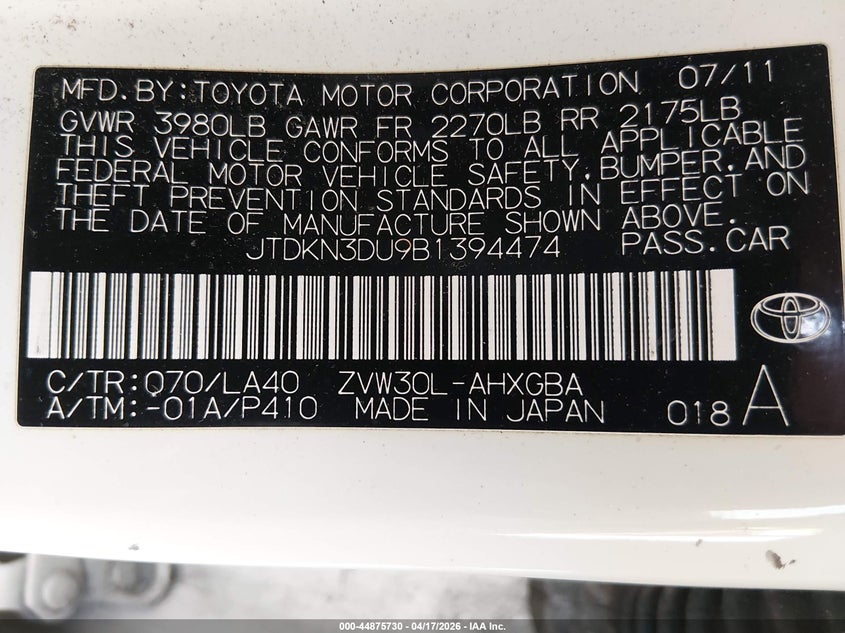 MFD. BY: TOYOTA MOTOR CORPORATION 07/11
GVWR 3980LB GAWR FR 2270LB RR 2175LB
THIS VEHICLE CONFORMS TO ALL APPLICABLE
FEDERAL MOTOR VEHICLE SAFETY, BUMPER, AND
THEFT PREVENTION STANDARDS IN EFFECT ON
THE DATE OF MANUFACTURE SHOWN ABOVE.
JTDKN3DU9B1394474 PASS. CAR
C/TR: 070/LA40 ZVW30L-AHXGBA
A/TM: -01A/P410 MADE IN JAPAN 018 A
000-44875730 - 04/17/2026 - IAA Inc.